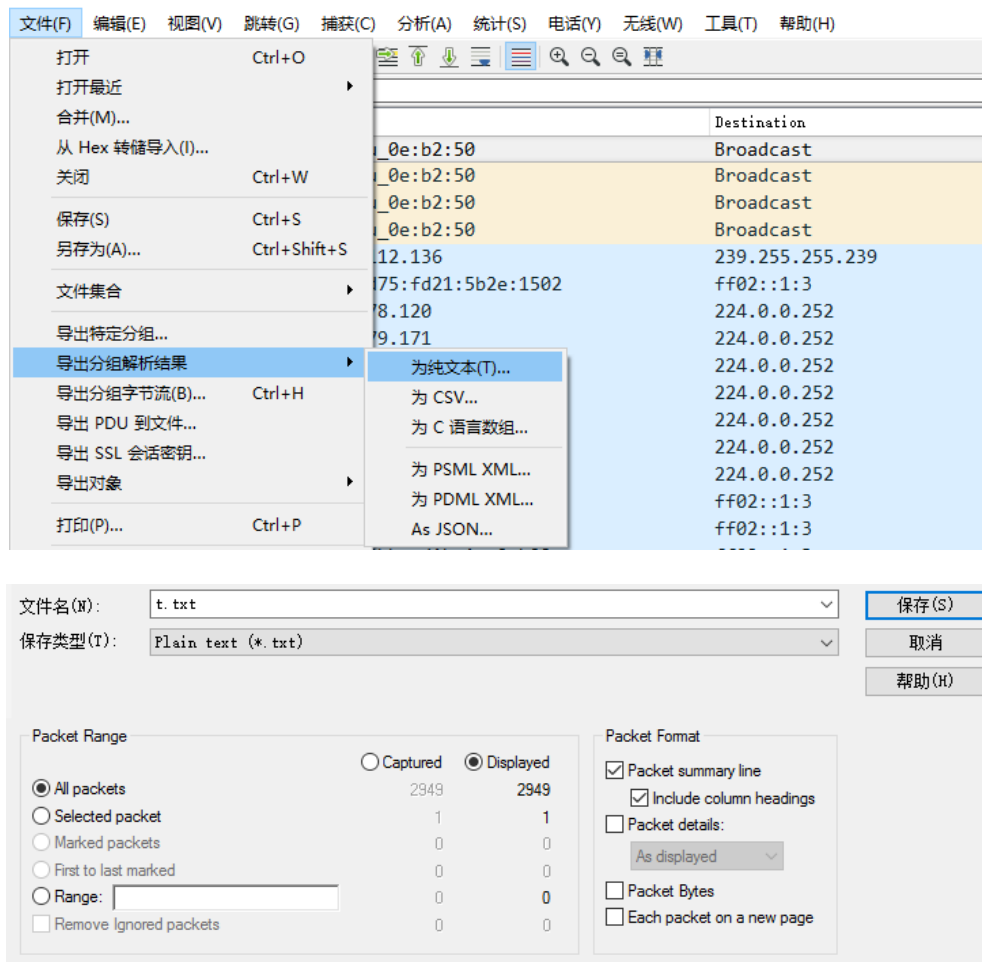 文件(F) 编辑(E) 视图(V) 跳转(G) 捕获(C) 分析(A) 统计(S) 电话(Y) 无线(W) 工具(T) 帮助(H)
打开 Ctrl+O
打开最近
合并(M)...
Destination
从 Hex 转储导入(I)...
_0e:b2:50 Broadcast
关闭 Ctrl+W
_0e:b2:50 Broadcast
_0e:b2:50 Broadcast
保存(S) Ctrl+S
_0e:b2:50 Broadcast
另存为(A)... Ctrl+Shift+S
.12.136 239.255.255.239
文件集合
d75:fd21:5b2e:1502 ff02::1:3
78.120 224.0.0.252
导出特定分组...
79.171 224.0.0.252
导出分组解析结果
为纯文本(T)... 224.0.0.252
导出分组字节流(B)... Ctrl+H
为 CSV... 224.0.0.252
导出 PDU 到文件...
为 C 语言数组... 224.0.0.252
导出 SSL 会话密钥...
224.0.0.252
导出对象
为 PSML XML... 224.0.0.252
为 PDML XML... ff02::1:3
打印(P)... Ctrl+P
As JSON... ff02::1:3
文件名(N): t.txt 保存(S)
保存类型(T): Plain text (*.txt) 取消
帮助(H)
Packet Range
Captured Displayed
All packets 2949 2949
Selected packet 1 1
Marked packets 0 0
First to last marked 0 0
Range: 0 0
Remove Ignored packets 0 0
Packet Format
Packet summary line
Include column headings
Packet details:
As displayed
Packet Bytes
Each packet on a new page